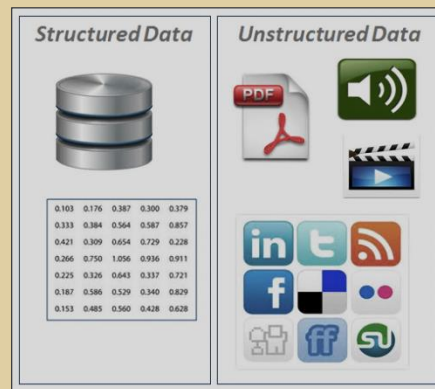 Structured Data
Unstructured Data
PDF
0.103 0.176 0.387 0.300 0.379
0.333 0.384 0.564 0.587 0.857
0.421 0.309 0.654 0.729 0.228
0.266 0.750 1.056 0.936 0.911
0.225 0.326 0.643 0.337 0.721
0.187 0.586 0.529 0.340 0.829
0.153 0.485 0.560 0.428 0.628
in t
f
ff su